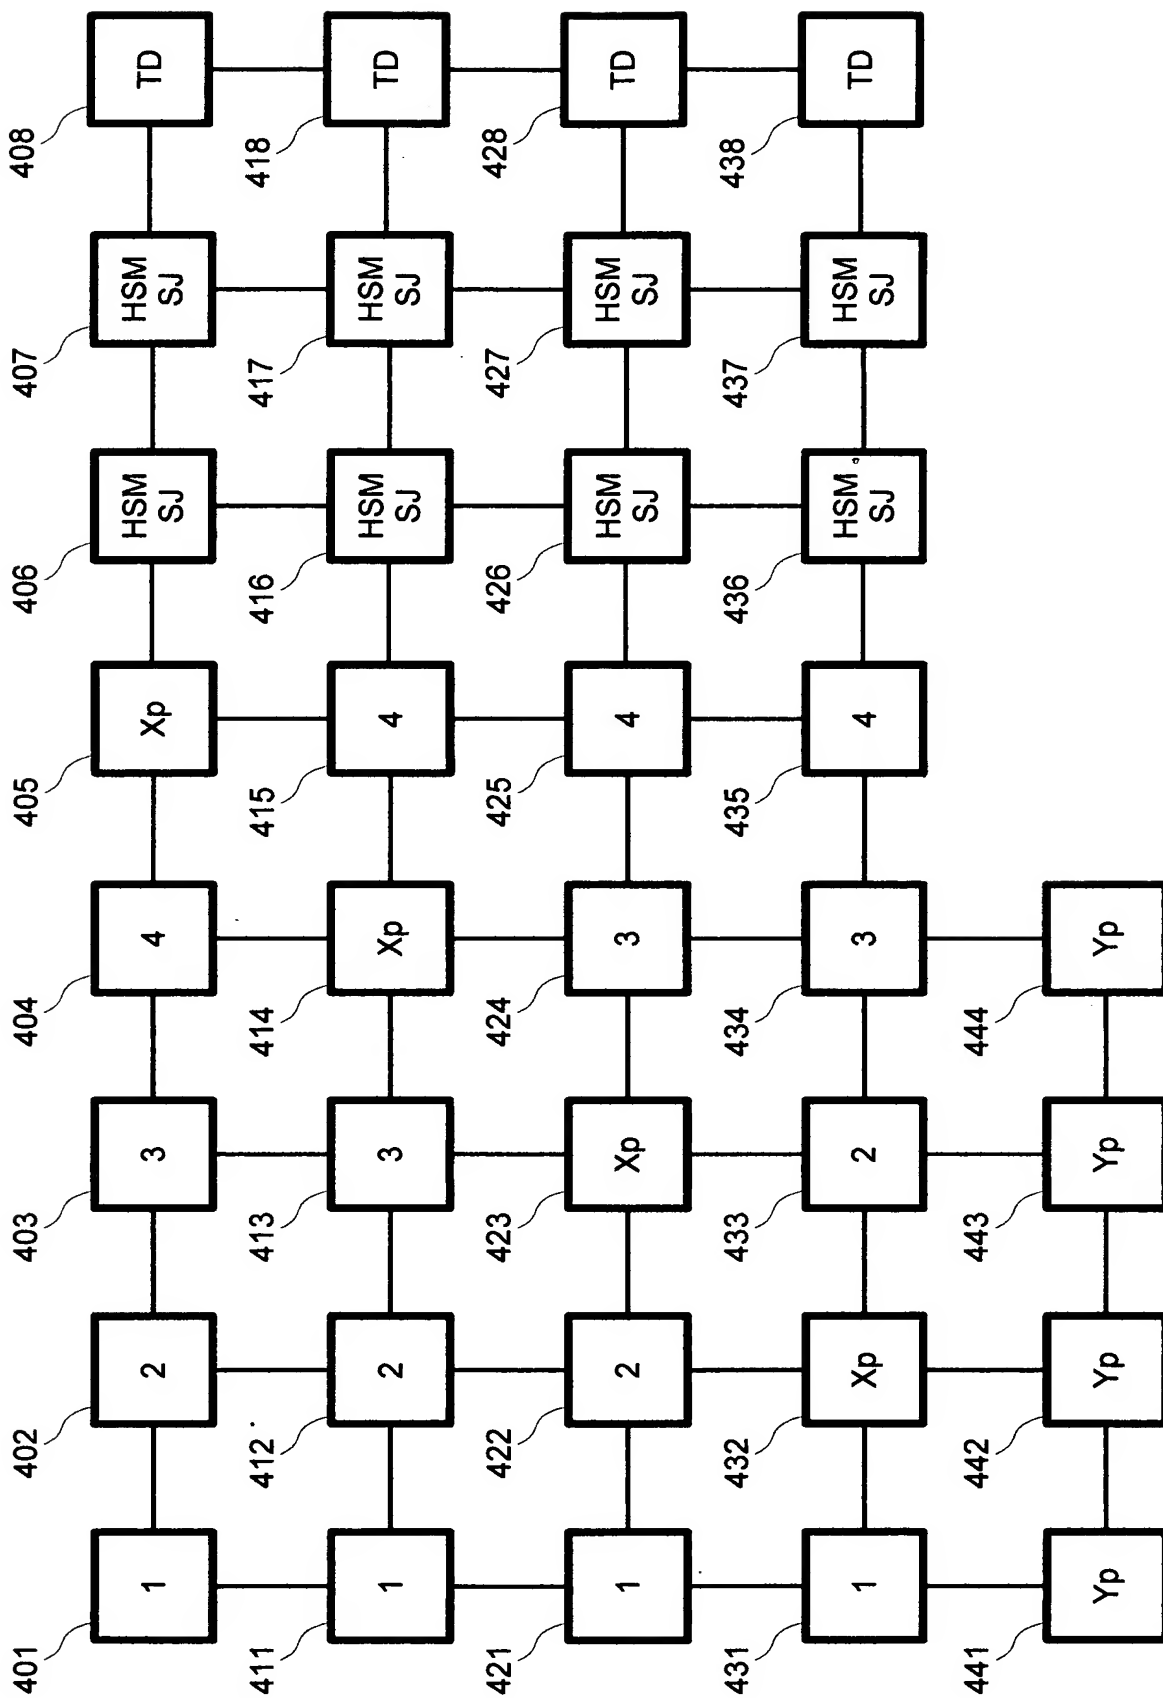 401 402 403 404 405 406 407 408
1 2 3 4 Xp HSM SJ HSM SJ TD
411 412 413 414 415 416 417 418
1 2 3 Xp 4 HSM SJ HSM SJ TD
421 422 423 424 425 426 427 428
1 2 Xp 3 4 HSM SJ HSM SJ TD
431 432 433 434 435 436 437 438
1 Xp 2 3 4 HSM SJ HSM SJ TD
441 442 443 444
Yp Yp Yp Yp